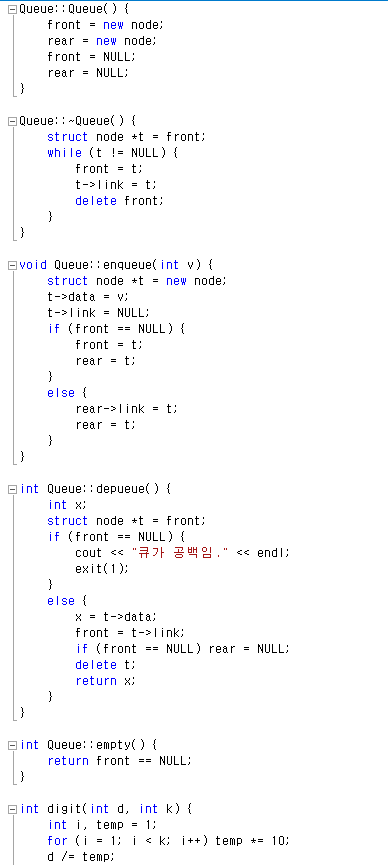 Queue::Queue() {
    front = new node;
    rear = new node;
    front = NULL;
    rear = NULL;
}
Queue::~Queue() {
    struct node *t = front;
    while (t != NULL) {
        front = t;
        t->link = t;
        delete front;
    }
}
void Queue::enqueue(int v) {
    struct node *t = new node;
    t->data = v;
    t->link = NULL;
    if (front == NULL) {
        front = t;
        rear = t;
    }
    else {
        rear->link = t;
        rear = t;
    }
}
int Queue::depueue() {
    int x;
    struct node *t = front;
    if (front == NULL) {
        cout << "큐가 공백임." << endl;
        exit(1);
    }
    else {
        x = t->data;
        front = t->link;
        if (front == NULL) rear = NULL;
        delete t;
        return x;
    }
}
int Queue::empty() {
    return front == NULL;
}
int digit(int d, int k) {
    int i, temp = 1;
    for (i = 1; i < k; i++) temp *= 10;
    d /= temp;